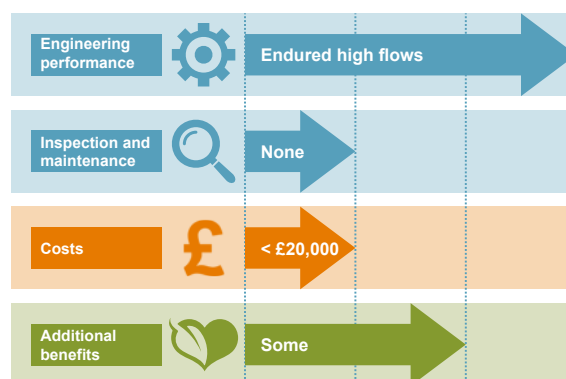 Engineering
performance
Endured high flows
Inspection and
maintenance
None
Costs
£
< £20,000
Additional
benefits
Some